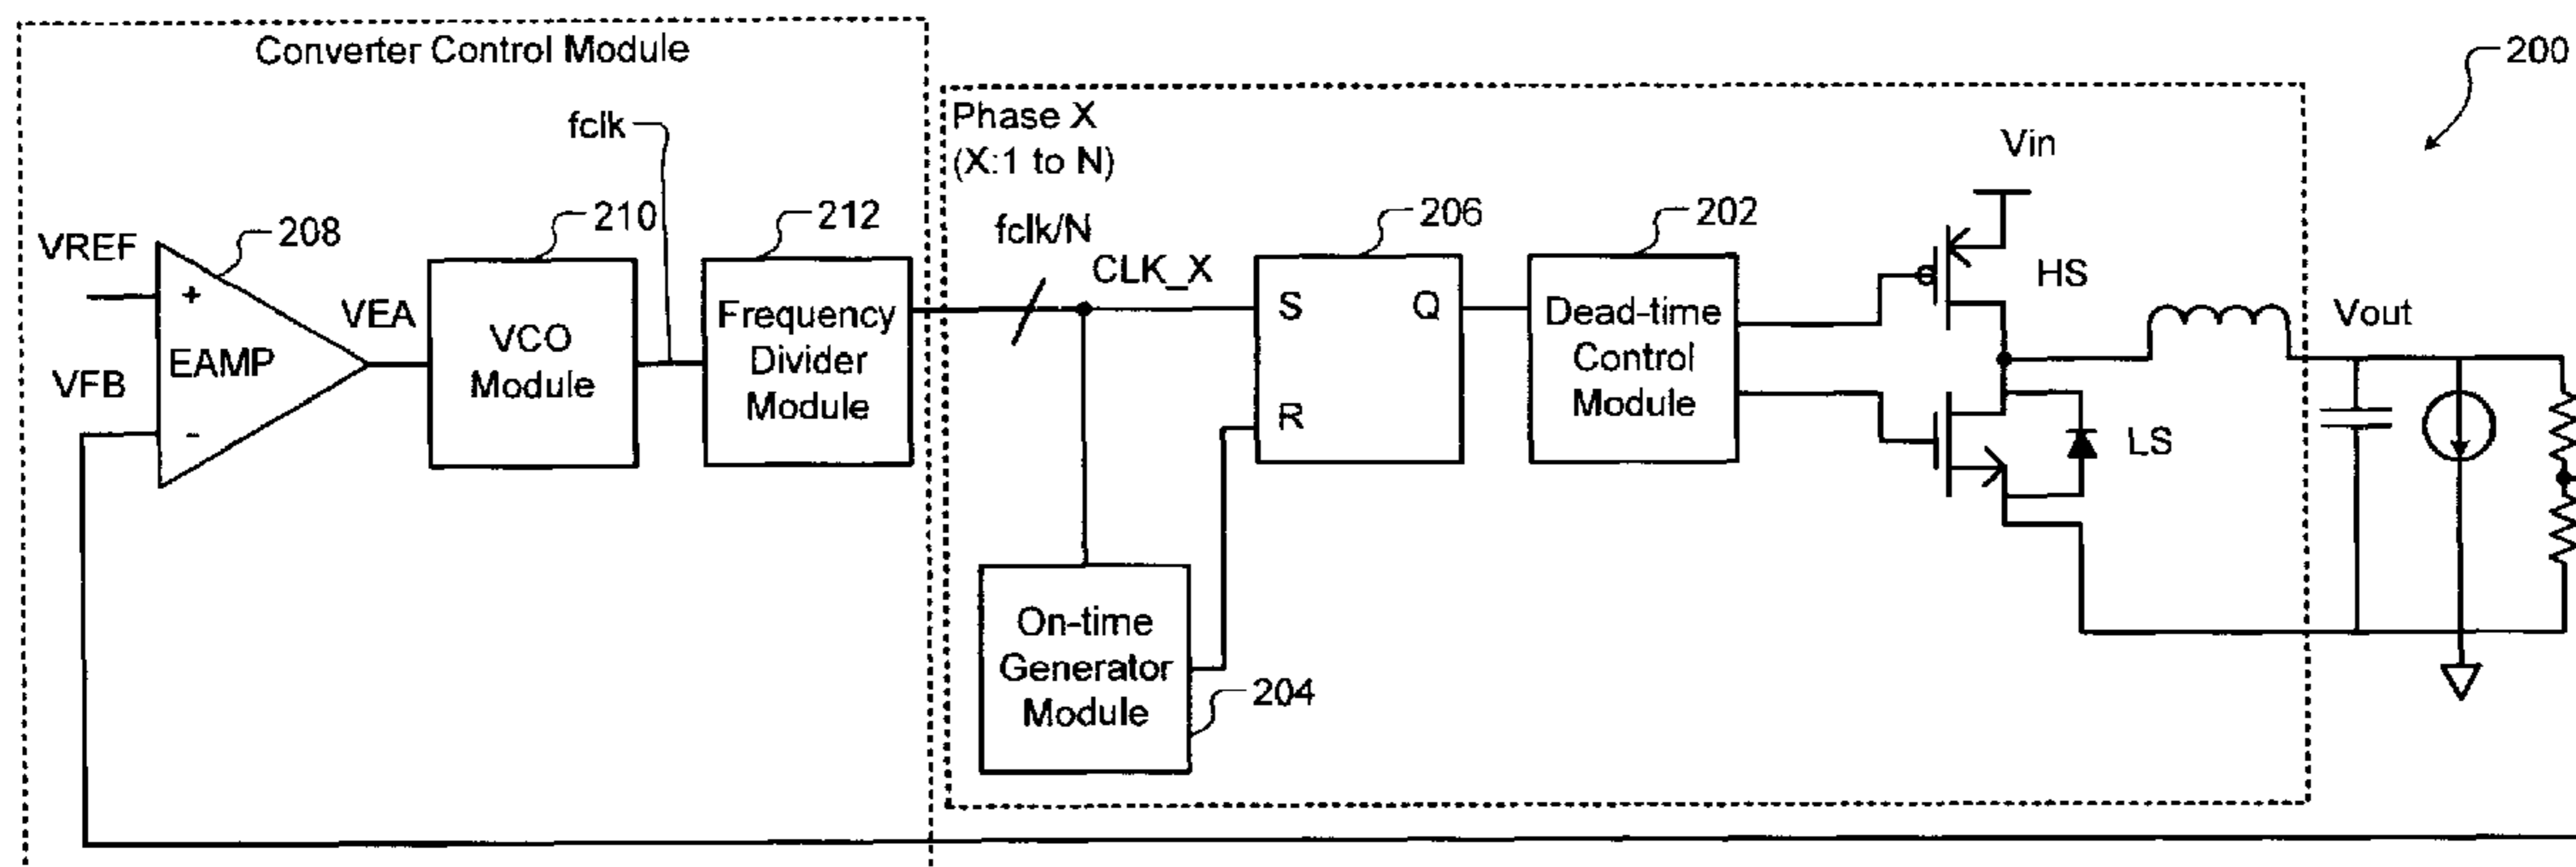 Converter Control Module
200
fclk
Phase X
(X:1 to N)
Vin
VREF
208
210
212
fclk/N
206
202
CLK_X
HS
+
VEA
VCO
Module
Frequency
Divider
Module
S
Q
Dead-time
Control
Module
Vout
EAMP
VFB
-
R
LS
On-time
Generator
Module
204